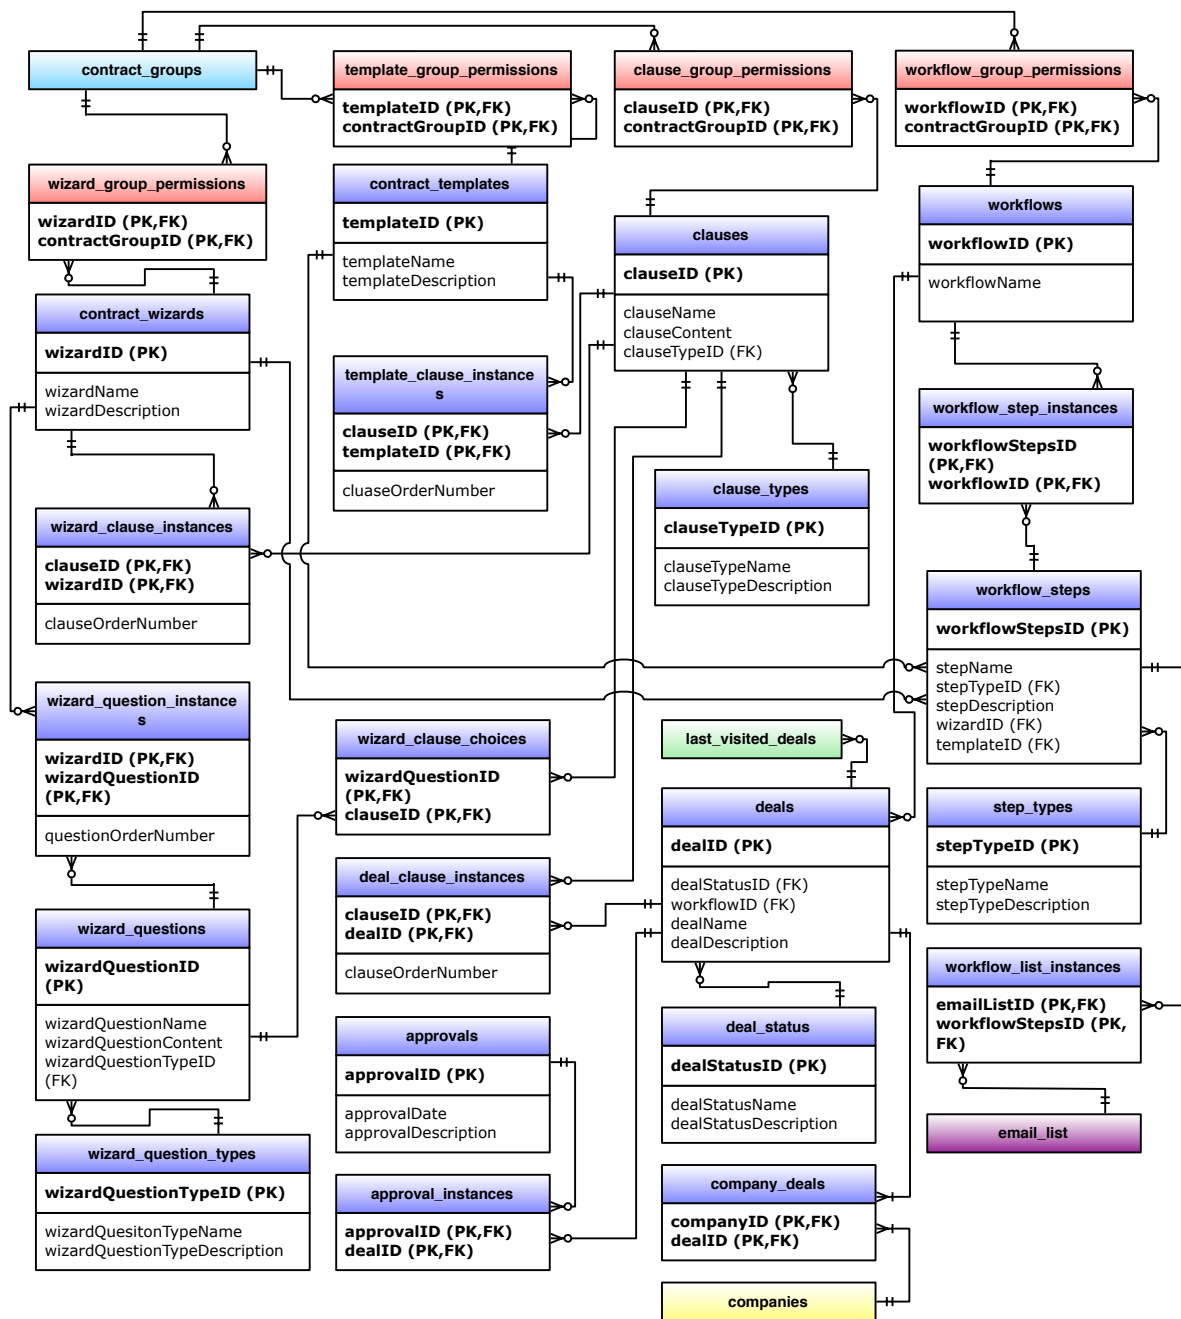 contract_groups
template_group_permissions
templateID (PK,FK)
contractGroupID (PK,FK)
clause_group_permissions
clauseID (PK,FK)
contractGroupID (PK,FK)
workflow_group_permissions
workflowID (PK,FK)
contractGroupID (PK,FK)
wizard_group_permissions
wizardID (PK,FK)
contractGroupID (PK,FK)
contract_templates
templateID (PK)
templateName
templateDescription
clauses
clauseID (PK)
clauseName
clauseContent
clauseTypeID (FK)
workflows
workflowID (PK)
workflowName
contract_wizards
wizardID (PK)
wizardName
wizardDescription
template_clause_instance
s
clauseID (PK,FK)
templateID (PK,FK)
cluaseOrderNumber
clause_types
clauseTypeID (PK)
clauseTypeName
clauseTypeDescription
workflow_step_instances
workflowStepsID
(PK,FK)
workflowID (PK,FK)
wizard_clause_instances
clauseID (PK,FK)
wizardID (PK,FK)
clauseOrderNumber
workflow_steps
workflowStepsID (PK)
stepName
stepTypeID (FK)
stepDescription
wizardID (FK)
templateID (FK)
wizard_question_instance
s
wizardID (PK,FK)
wizardQuestionID
(PK,FK)
questionOrderNumber
wizard_clause_choices
wizardQuestionID
(PK,FK)
clauseID (PK,FK)
last_visited_deals
deals
dealID (PK)
dealStatusID (FK)
workflowID (FK)
dealName
dealDescription
step_types
stepTypeID (PK)
stepTypeName
stepTypeDescription
deal_clause_instances
clauseID (PK,FK)
dealID (PK,FK)
clauseOrderNumber
wizard_questions
wizardQuestionID
(PK)
wizardQuestionName
wizardQuestionContent
wizardQuestionTypeID
(FK)
workflow_list_instances
emailListID (PK,FK)
workflowStepsID (PK,
FK)
approvals
approvalID (PK)
approvalDate
approvalDescription
deal_status
dealStatusID (PK)
dealStatusName
dealStatusDescription
email_list
wizard_question_types
wizardQuestionTypeID (PK)
wizardQuesitonTypeName
wizardQuestionTypeDescription
approval_instances
approvalID (PK,FK)
dealID (PK,FK)
company_deals
companyID (PK,FK)
dealID (PK,FK)
companies